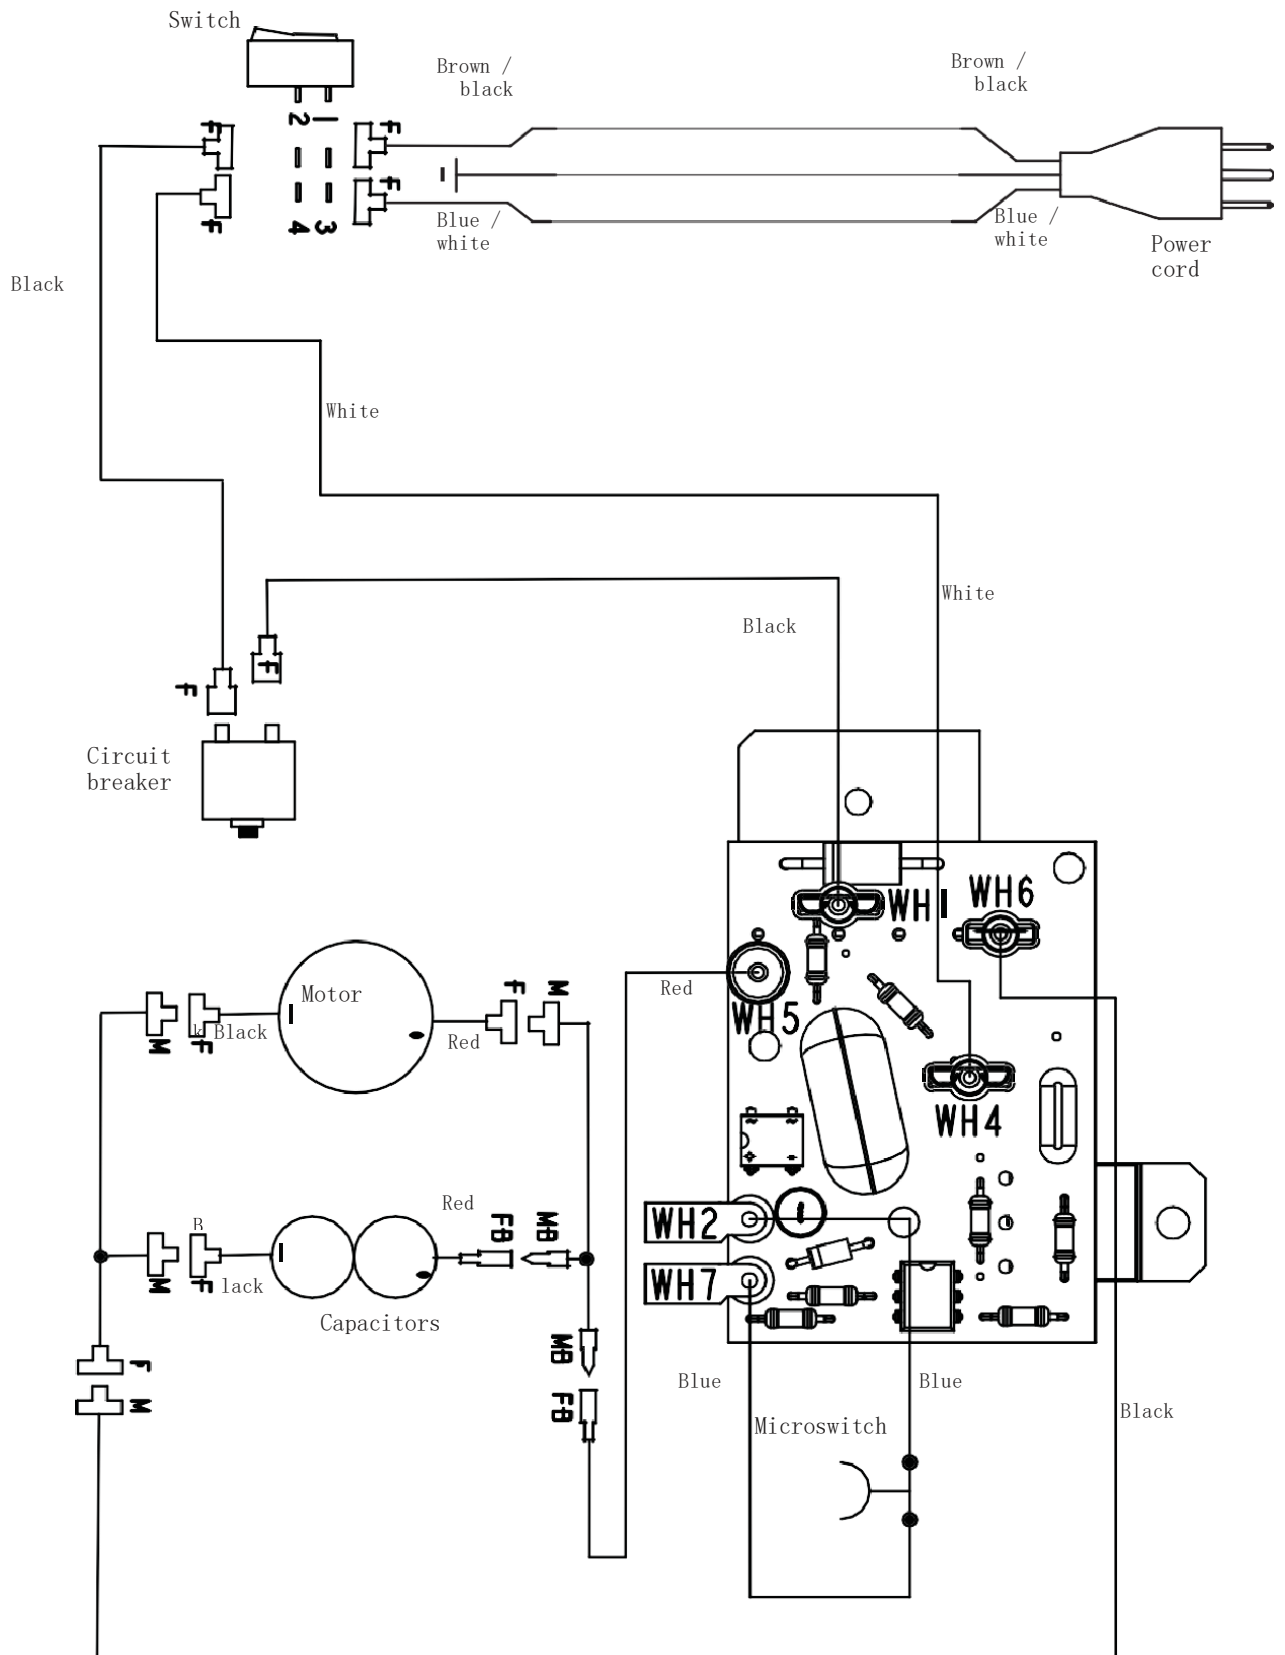 Switch
Brown /
black
Brown /
black
2 1
F
F
F
F
4 3
Blue /
white
Blue /
white
Power
cord
Black
White
White
Black
F
F
Circuit
breaker
WH1
WH6
Motor
F
M
Red
WH5
M
F
k Black
Red
WH4
Red
B
FB
MB
WH2
M
F
lack
WH7
Capacitors
MB
F
M
FB
Blue
Blue
Black
Microswitch